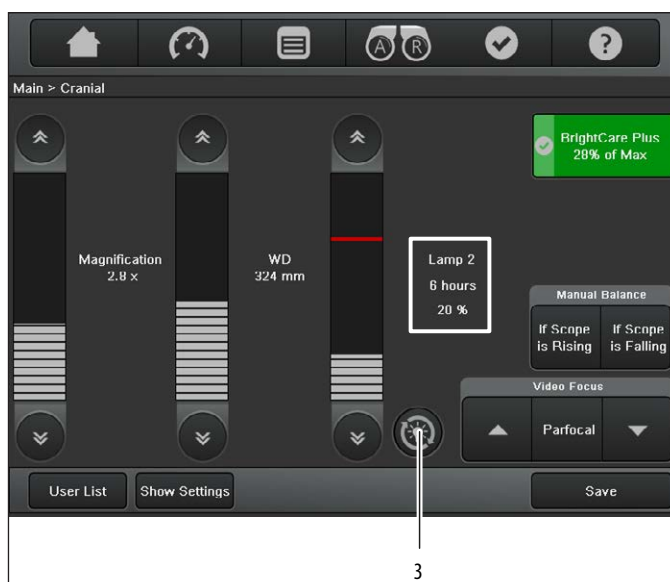 A R ?
Main > Cranial
BrightCare Plus
28% of Max
Magnification
2.8 x
WD
324 mm
Lamp 2
6 hours
20 %
Manual Balance
If Scope
is Rising
If Scope
is Falling
Video Focus
Parfocal
User List
Show Settings
Save
3